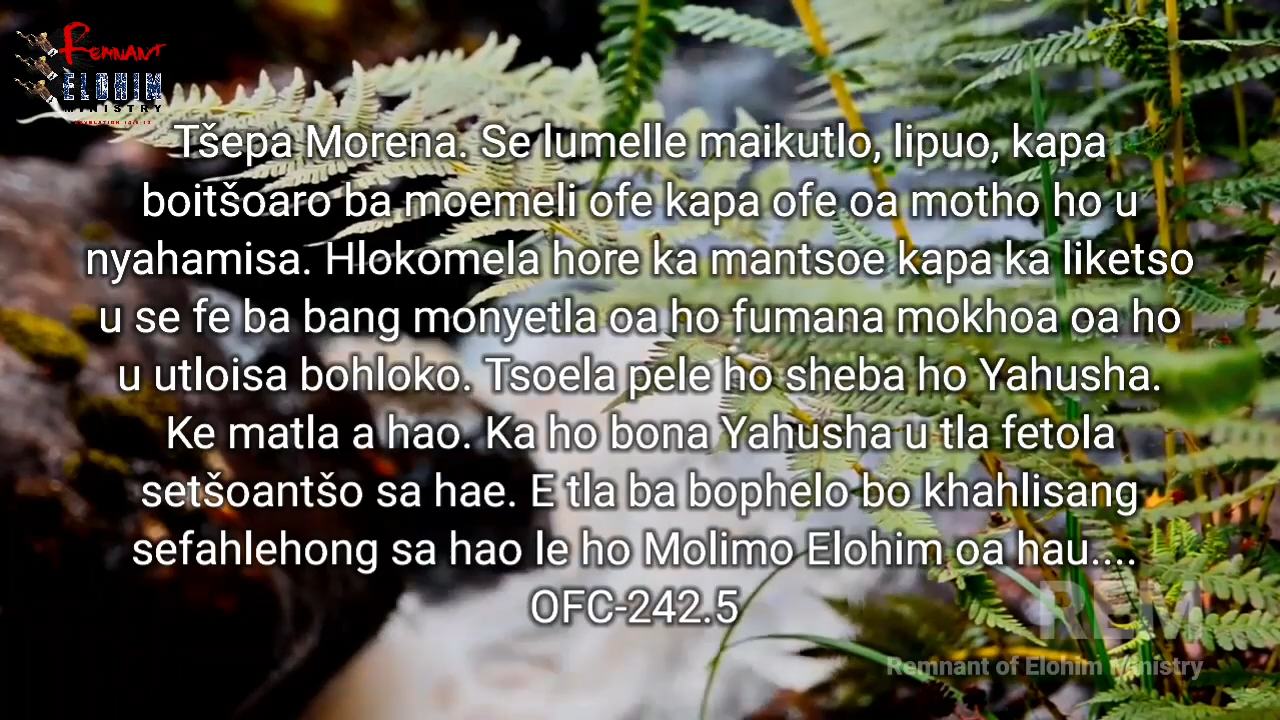 REMNANT
ELOHIM
MINISTRY
Tšepa Morena. Se lumelle maikutlo, lipuo, kapa
boitšoaro ba moemeli ofe kapa ofe oa motho ho u
nyahamisa. Hlokomela hore ka mantsoe kapa ka liketso
u se fe ba bang monyetla oa ho fumana mokhoa oa ho
u utloisa bohloko. Tsoela pele ho sheba ho Yahusha.
Ke matla a hao. Ka ho bona Yahusha u tla fetola
setšoantšo sa hae. E tla ba bophelo bo khahlisang
sefahlehong sa hao le ho Molimo Elohim oa hau....
OFC-242.5
REM
Remnant of Elohim Ministry